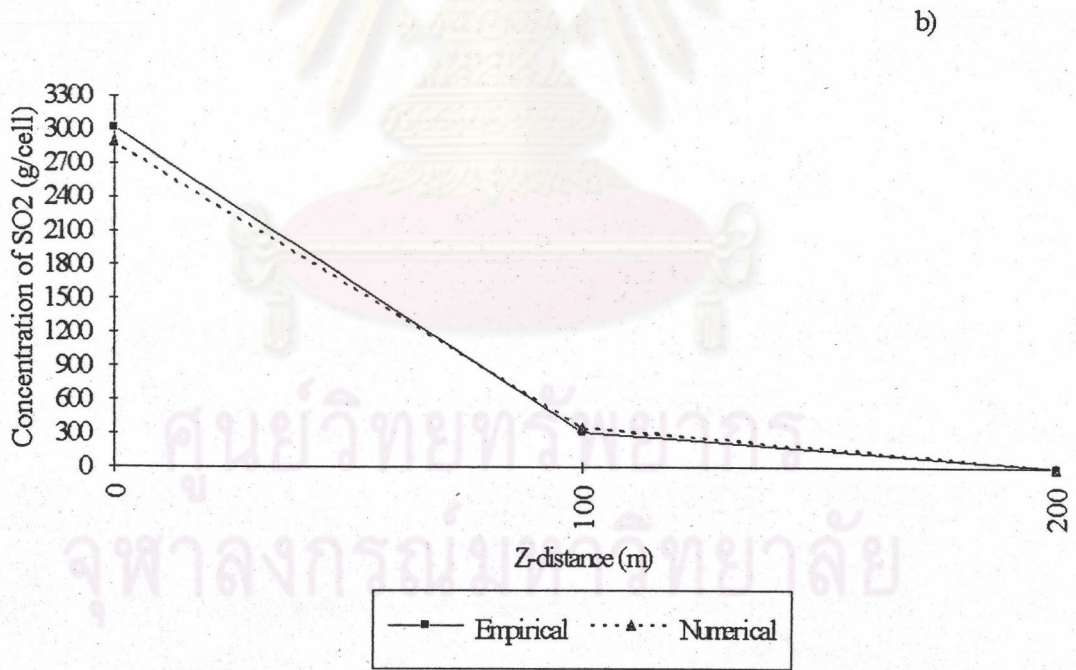 b)
Concentration of SO2 (g/cell)
3300
3000
2700
2400
2100
1800
1500
1200
900
600
300
0
0
100
200
Z-distance (m)
Empirical
Numerical
ศูนย์วิทยทรัพยากร
จุฬาลงกรณ์มหาวิทยาลัย